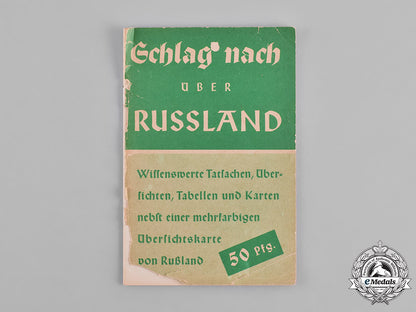 Schlag nach
ÜBER
RUSSLAND
Wissenswerte Tatsachen, Über-
sichten, Tabellen und Karten
nebst einer mehrfarbigen
Übersichtskarte
von Rußland
50 Pfg.
eMedals